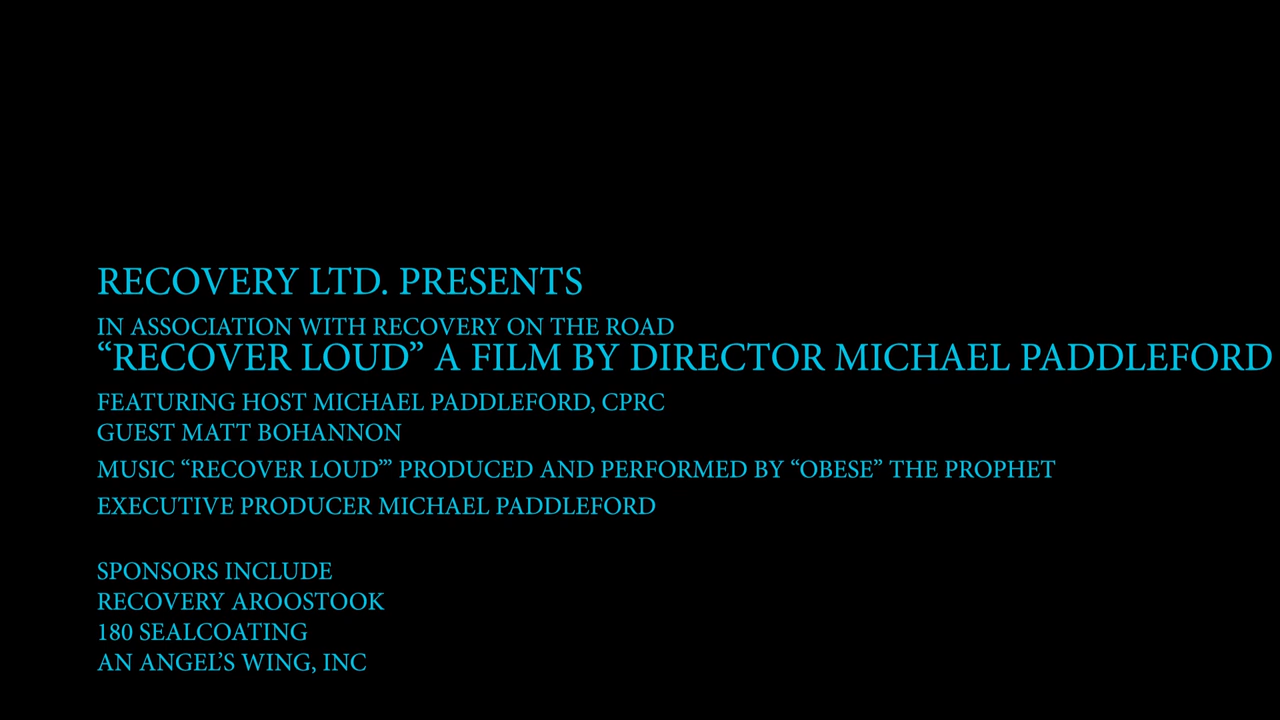 RECOVERY LTD. PRESENTS
IN ASSOCIATION WITH RECOVERY ON THE ROAD
“RECOVER LOUD” A FILM BY DIRECTOR MICHAEL PADDLEFORD
FEATURING HOST MICHAEL PADDLEFORD, CPRC
GUEST MATT BOHANNON
MUSIC “RECOVER LOUD”’ PRODUCED AND PERFORMED BY “OBESE” THE PROPHET
EXECUTIVE PRODUCER MICHAEL PADDLEFORD
SPONSORS INCLUDE
RECOVERY AROOSTOOK
180 SEALCOATING
AN ANGEL’S WING, INC